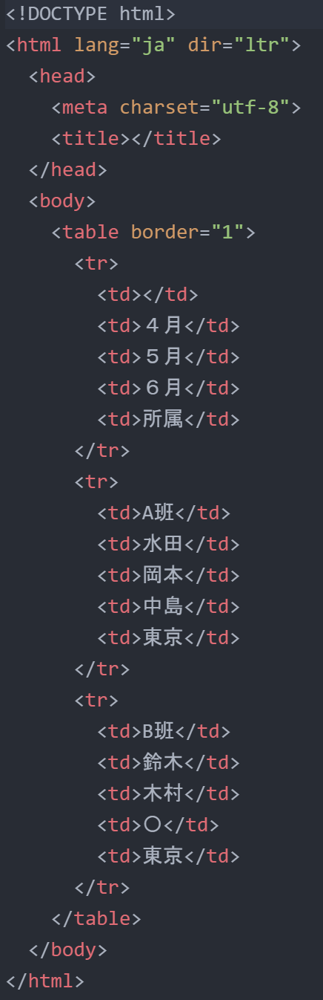 <!DOCTYPE html>
<html lang="ja" dir="ltr">
  <head>
    <meta charset="utf-8">
    <title></title>
  </head>
  <body>
    <table border="1">
      <tr>
        <td></td>
        <td>４月</td>
        <td>５月</td>
        <td>６月</td>
        <td>所属</td>
      </tr>
      <tr>
        <td>A班</td>
        <td>水田</td>
        <td>岡本</td>
        <td>中島</td>
        <td>東京</td>
      </tr>
      <tr>
        <td>B班</td>
        <td>鈴木</td>
        <td>木村</td>
        <td>〇</td>
        <td>東京</td>
      </tr>
    </table>
  </body>
</html>